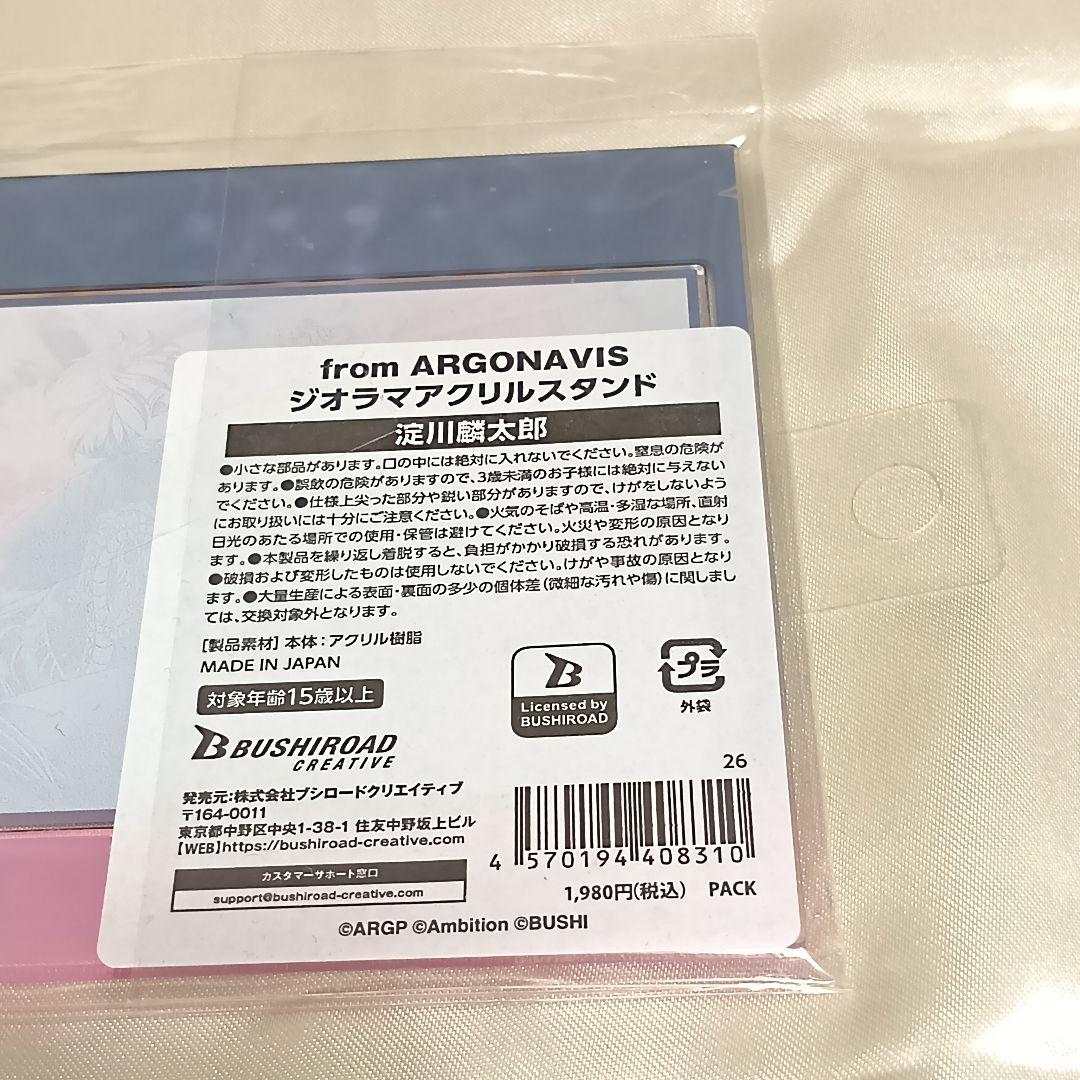 from ARGONAVIS
ジオラマアクリルスタンド
淀川麟太郎
●小さな部品があります。口の中には絶対に入れないでください。窒息の危険が
あります。●誤飲の危険がありますので、3歳未満のお子様には絶対に与えない
でください。●仕様上尖った部分や鋭い部分がありますので、けがをしないよう
にお取り扱いには十分にご注意ください。●火気のそばや高温・多湿な場所、直射
日光のあたる場所での使用・保管は避けてください。火災や変形の原因となり
ます。●本製品を繰り返し着脱すると、負担がかかり破損する恐れがあります。
●破損および変形したものは使用しないでください。けがや事故の原因となり
ます。●大量生産による表面・裏面の多少の個体差(微細な汚れや傷)に関しまし
ては、交換対象外となります。
[製品素材] 本体:アクリル樹脂
MADE IN JAPAN
対象年齢15歳以上
B
Licensed by
BUSHIROAD
プラ
外袋
BUSHIROAD
CREATIVE
26
発売元:株式会社ブシロードクリエイティブ
〒164-0011
東京都中野区中央1-38-1 住友中野坂上ビル
【WEB】https://bushiroad-creative.com
カスタマーサポート窓口
support@bushiroad-creative.com
4 570194 408310
1,980円(税込) PACK
©ARGP ©Ambition ©BUSHI